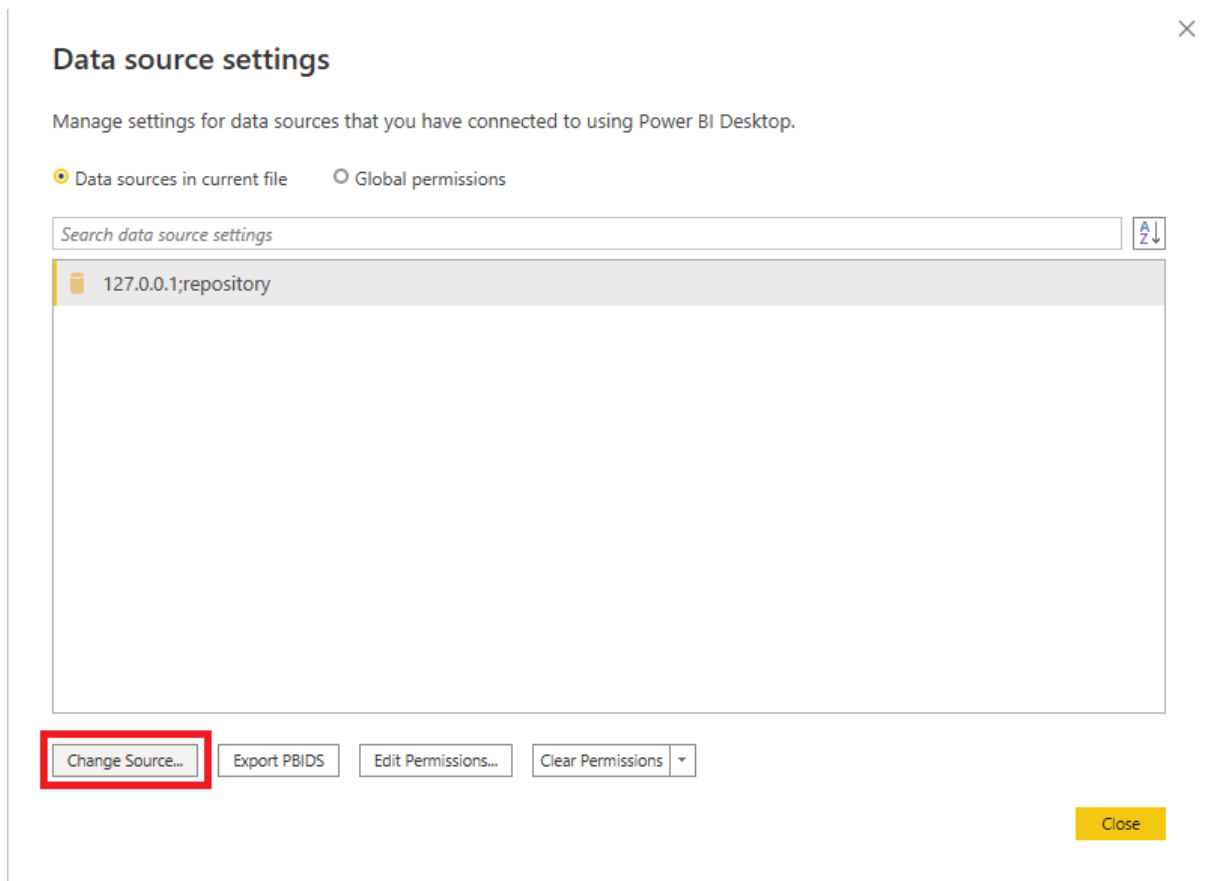 Data source settings
Manage settings for data sources that you have connected to using Power BI Desktop.
Data sources in current file Global permissions
Search data source settings
127.0.0.1;repository
Change Source... Export PBIDS Edit Permissions... Clear Permissions
Close